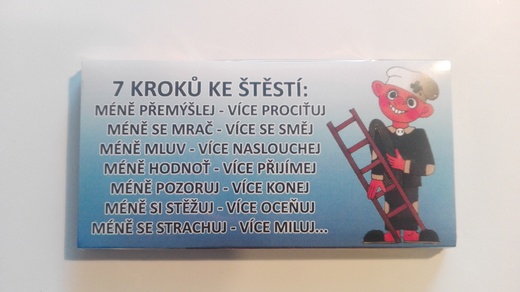 7 KROKŮ KE ŠTĚSTÍ:
MÉNĚ PŘEMÝŠLEJ - VÍCE PROCIŤUJ
MÉNĚ SE MRAČ - VÍCE SE SMĚJ
MÉNĚ MLUV - VÍCE NASLOUCHEJ
MÉNĚ HODNOŤ - VÍCE PŘIJÍMEJ
MÉNĚ POZORUJ - VÍCE KONEJ
MÉNĚ SI STĚŽUJ - VÍCE OCEŇUJ
MÉNĚ SE STRACHUJ - VÍCE MILUJ...